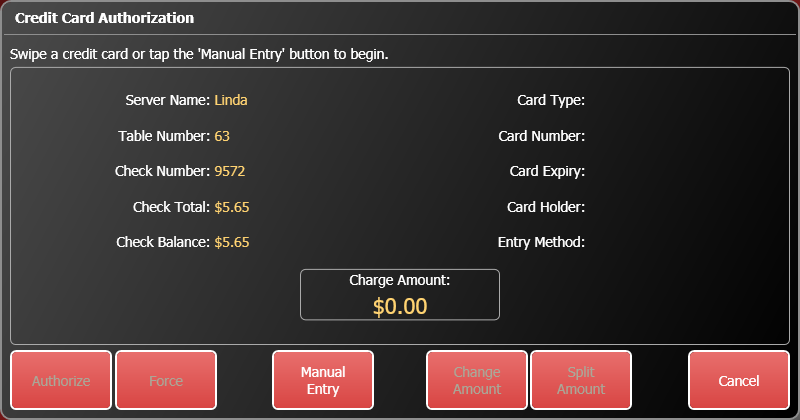 Credit Card Authorization
Swipe a credit card or tap the 'Manual Entry' button to begin.
Server Name: Linda
Table Number: 63
Check Number: 9572
Check Total: $5.65
Check Balance: $5.65
Card Type:
Card Number:
Card Expiry:
Card Holder:
Entry Method:
Charge Amount:
$0.00
Authorize
Force
Manual
Entry
Change
Amount
Split
Amount
Cancel